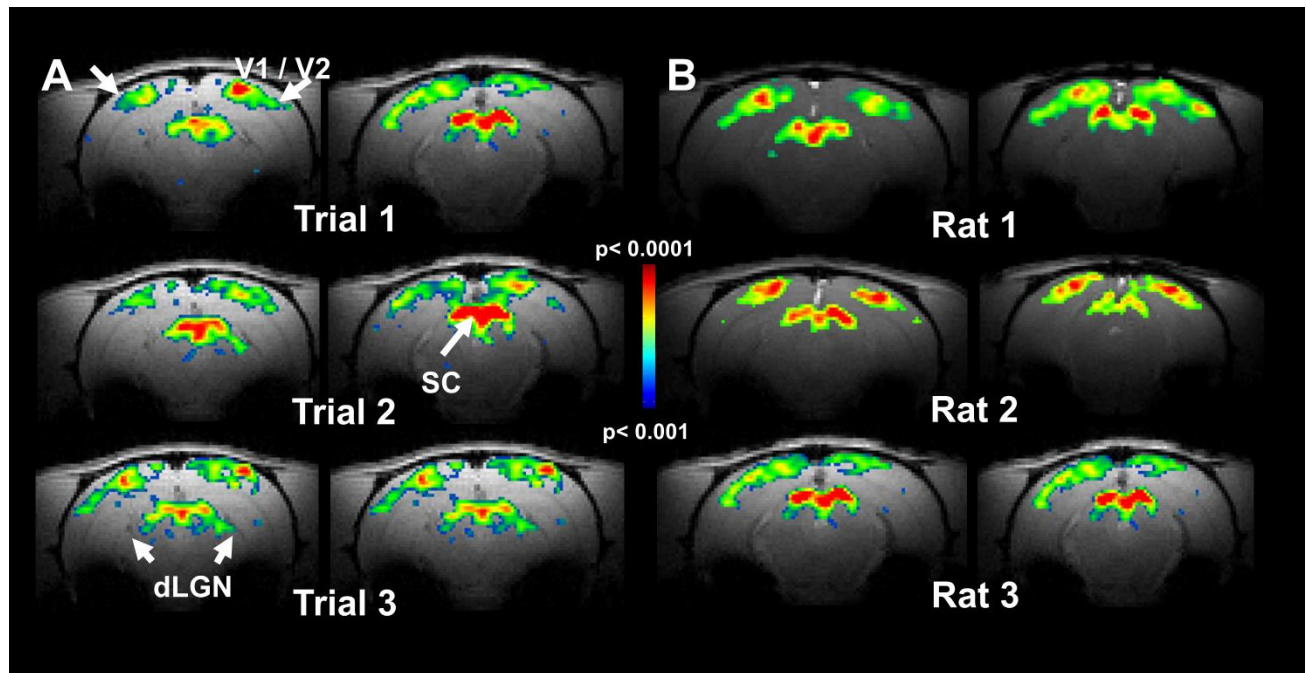 A
V1 / V2
B
Trial 1
Rat 1
p< 0.0001
SC
Trial 2
Rat 2
p< 0.001
dLGN
Trial 3
Rat 3